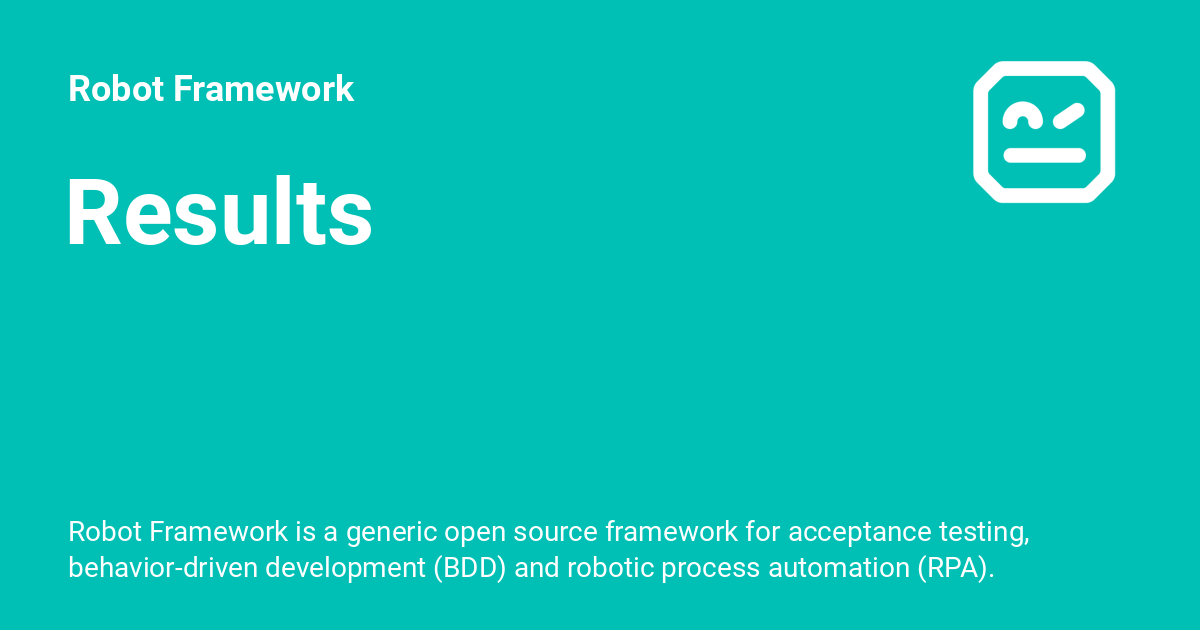 Robot Framework
Results
Robot Framework is a generic open source framework for acceptance testing,
behavior-driven development (BDD) and robotic process automation (RPA).